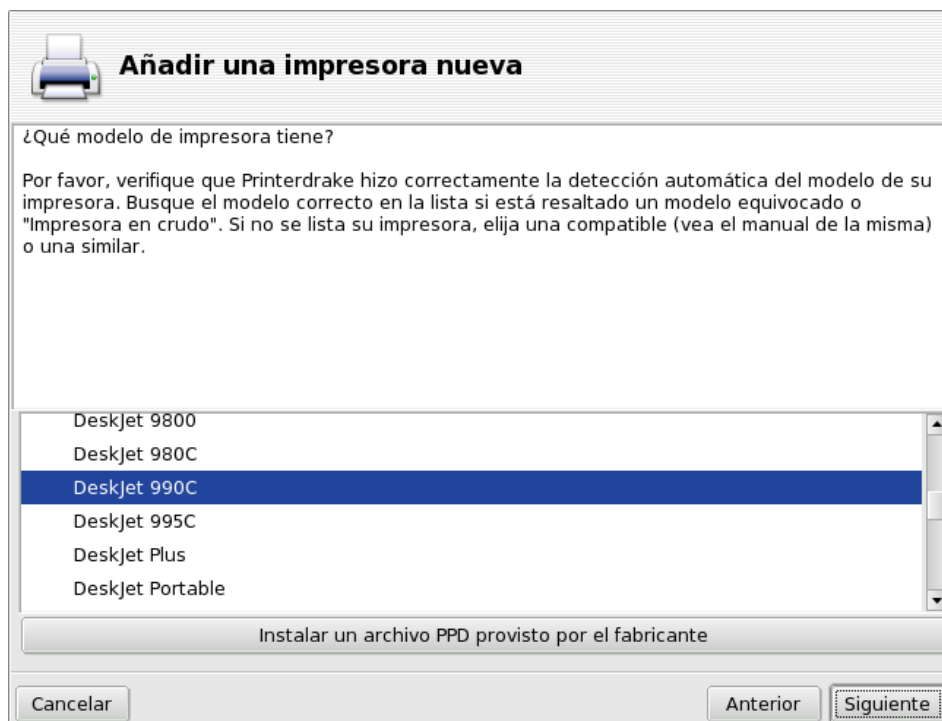 Añadir una impresora nueva
¿Qué modelo de impresora tiene?
Por favor, verifique que Printerdrake hizo correctamente la detección automática del modelo de su
impresora. Busque el modelo correcto en la lista si está resaltado un modelo equivocado o
"Impresora en crudo". Si no se lista su impresora, elija una compatible (vea el manual de la misma)
o una similar.
DeskJet 9800
DeskJet 980C
DeskJet 990C
DeskJet 995C
DeskJet Plus
DeskJet Portable
Instalar un archivo PPD provisto por el fabricante
Cancelar
Anterior
Siguiente